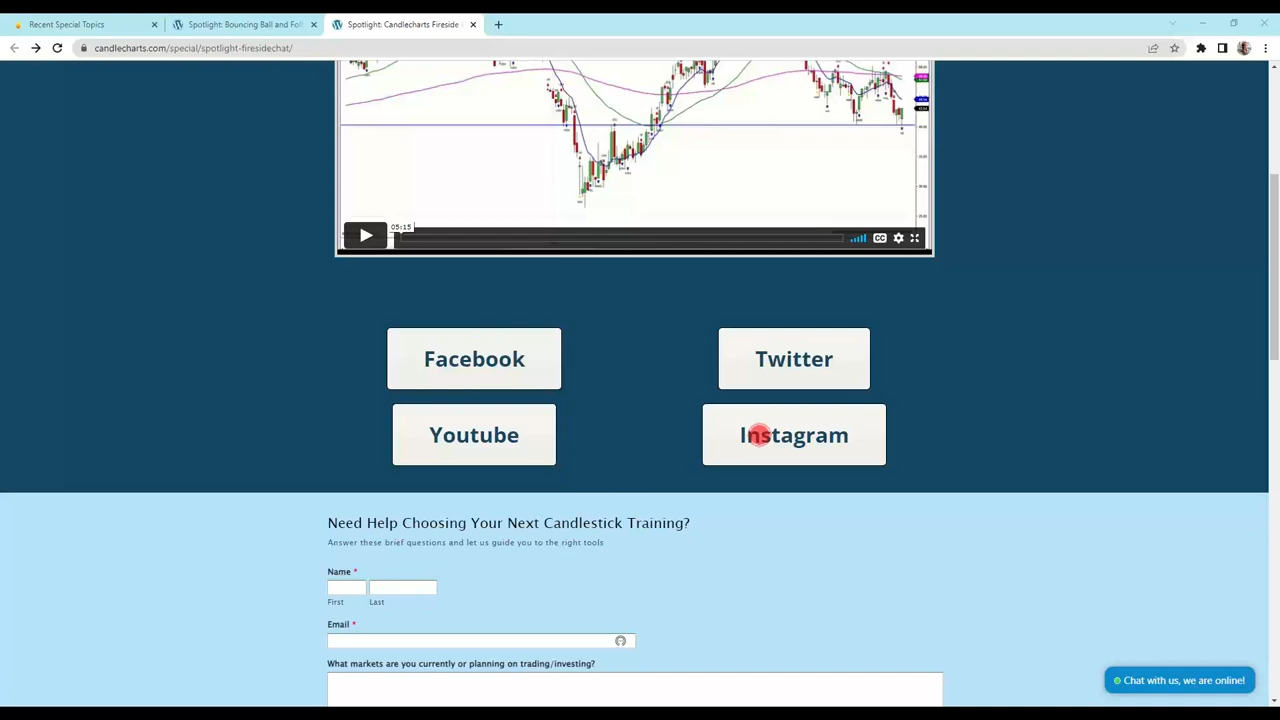 Recent Special Topics
Spotlight: Bouncing Ball and Foll
Spotlight: Candlecharts Fireside
candlecharts.com/special/spotlight-firesidechat/
05:15
CC
Facebook
Twitter
Youtube
Instagram
Need Help Choosing Your Next Candlestick Training?
Answer these brief questions and let us guide you to the right tools
Name *
First
Last
Email *
What markets are you currently or planning on trading/investing?
Chat with us, we are online!